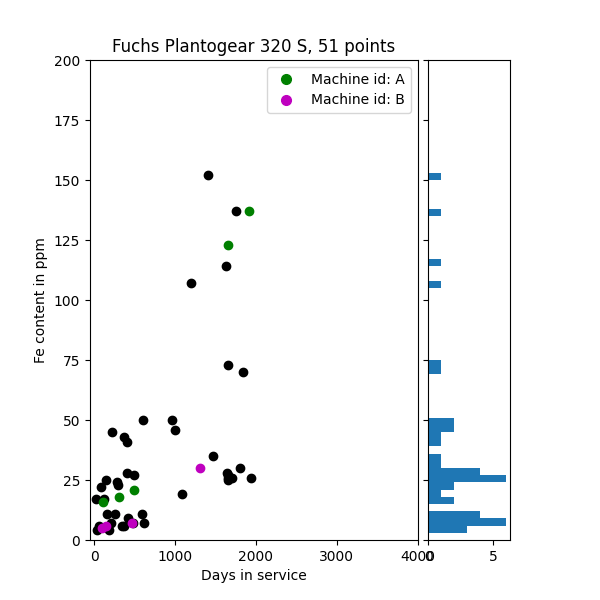 Fuchs Plantogear 320 S, 51 points
Machine id: A
Machine id: B
Fe content in ppm
200
175
150
125
100
75
50
25
0
0 1000 2000 3000 4000
0 5
Days in service